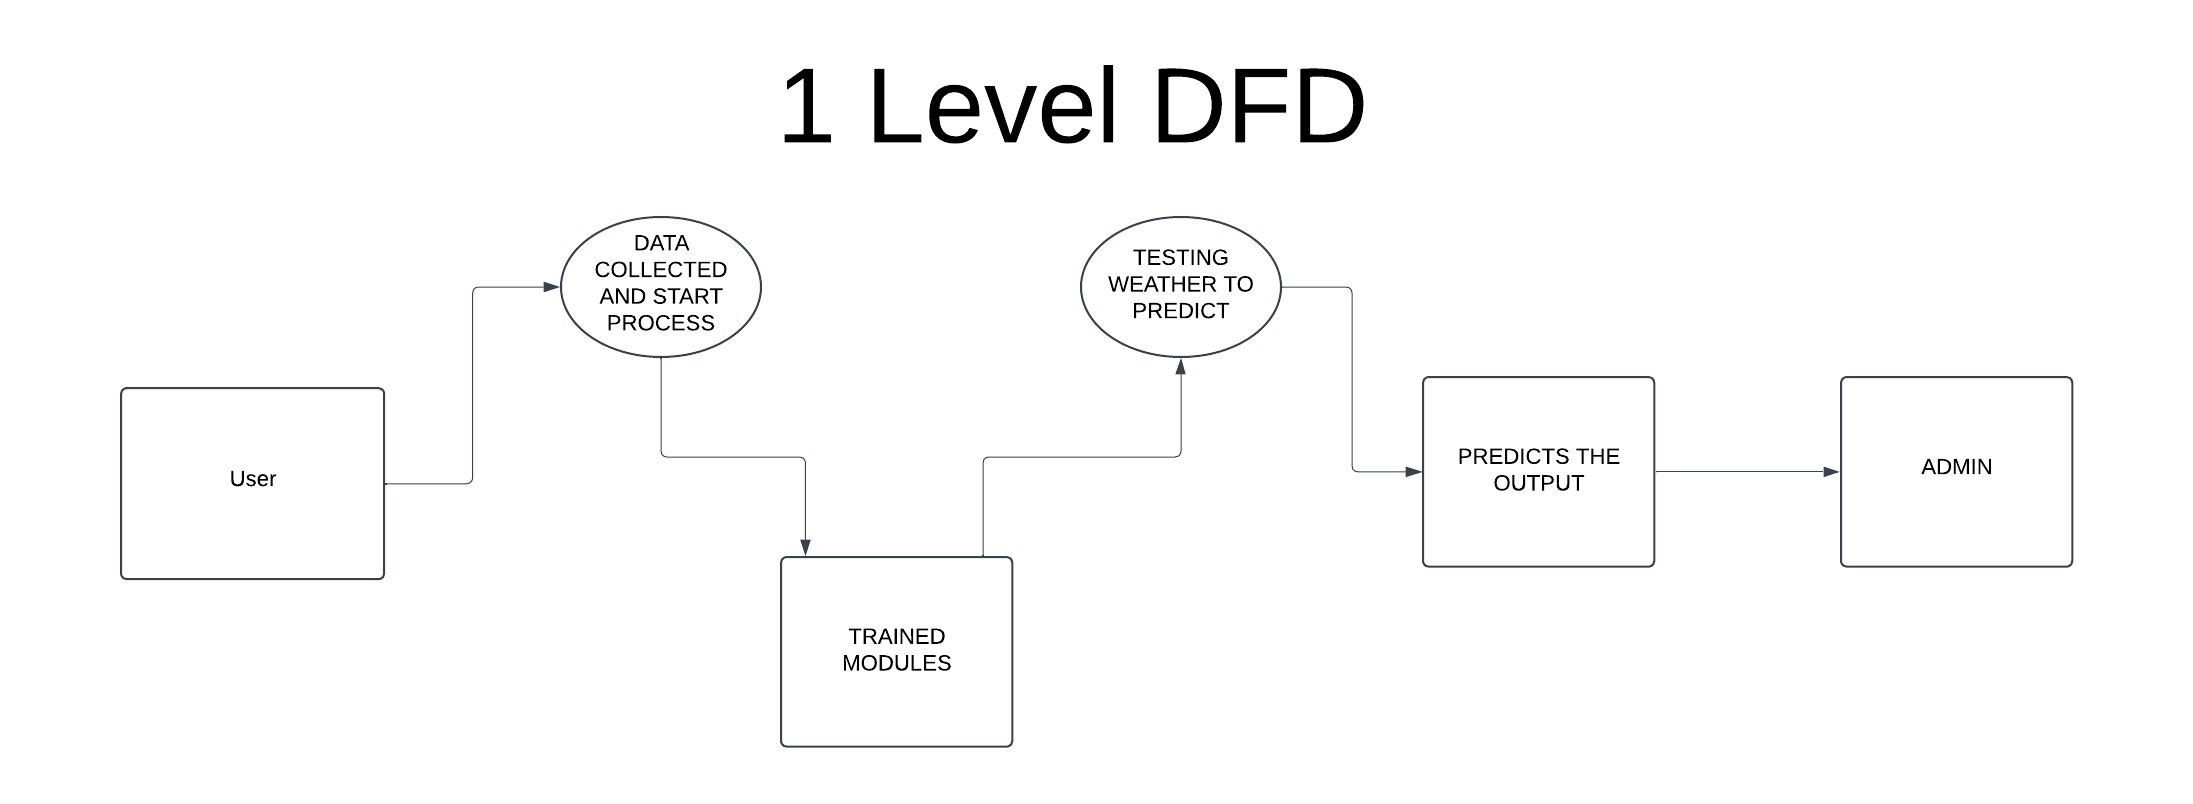 1 Level DFD
DATA
COLLECTED
AND START
PROCESS
TESTING
WEATHER TO
PREDICT
User
PREDICTS THE
OUTPUT
ADMIN
TRAINED
MODULES